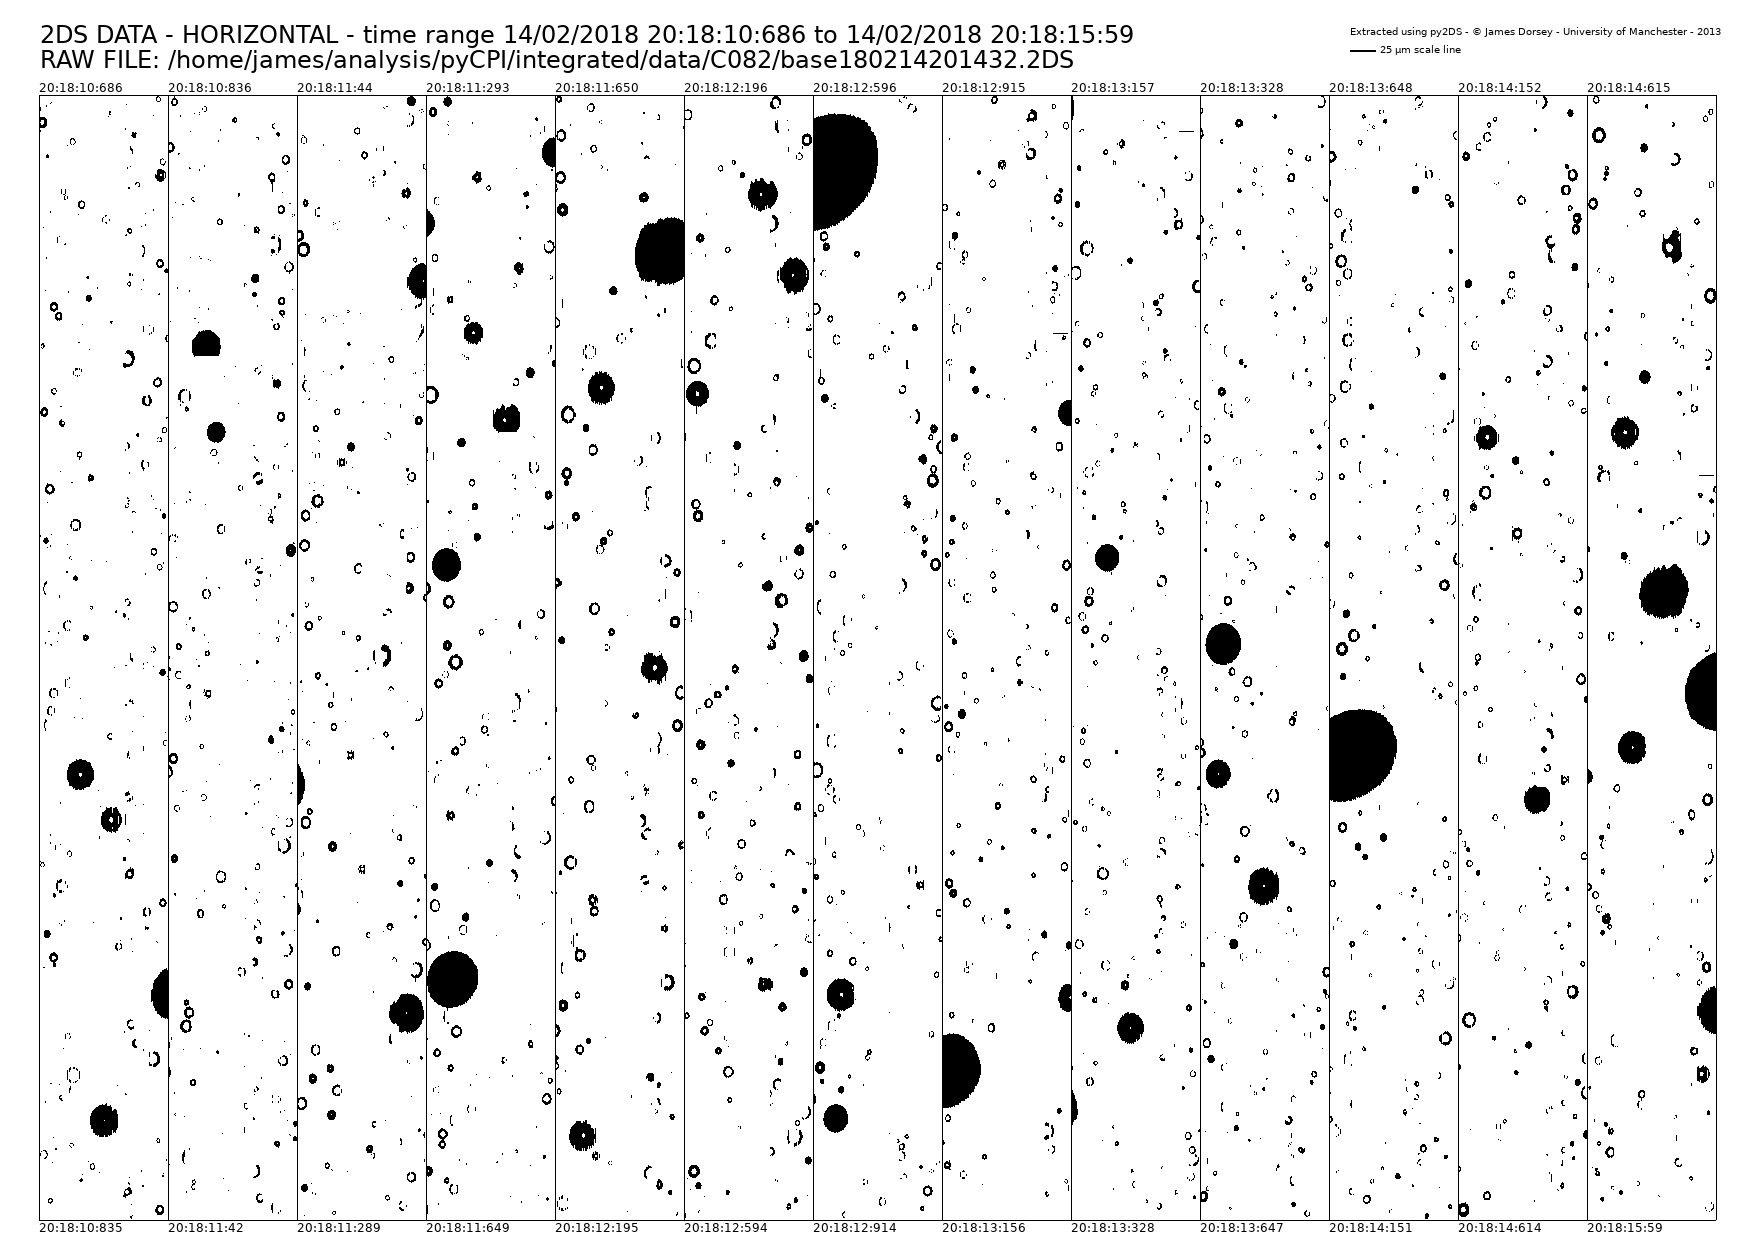 2DS DATA - HORIZONTAL - time range 14/02/2018 20:18:10:686 to 14/02/2018 20:18:15:59
RAW FILE: /home/james/analysis/pyCPI/integrated/data/C082/base180214201432.2DS
Extracted using py2DS - © James Dorsey - University of Manchester - 2013
25 µm scale line
20:18:10:686 20:18:10:836 20:18:11:44 20:18:11:293 20:18:11:650 20:18:12:196 20:18:12:596 20:18:12:915 20:18:13:157 20:18:13:328 20:18:13:648 20:18:14:152 20:18:14:615
20:18:10:835 20:18:11:42 20:18:11:289 20:18:11:649 20:18:12:195 20:18:12:594 20:18:12:914 20:18:13:156 20:18:13:328 20:18:13:647 20:18:14:151 20:18:14:614 20:18:15:59